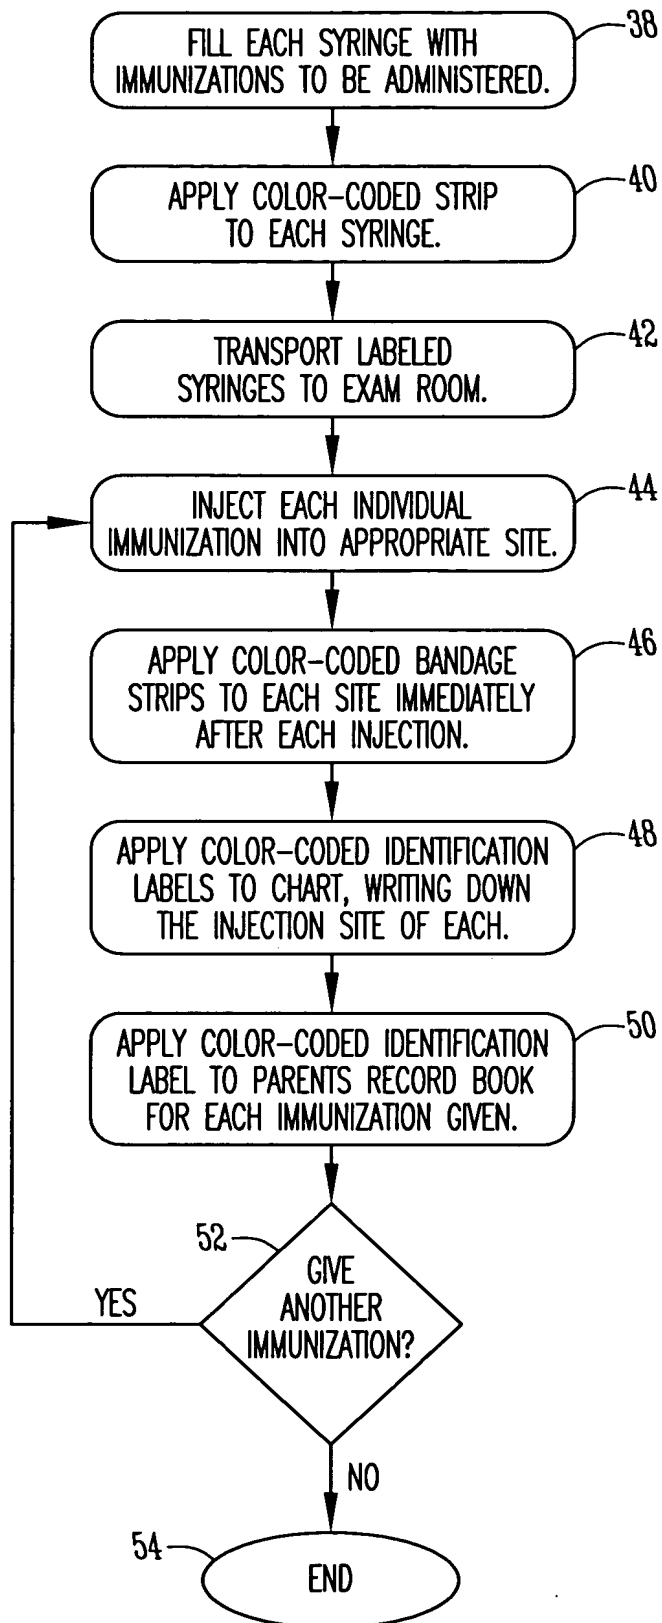 FILL EACH SYRINGE WITH
IMMUNIZATIONS TO BE ADMINISTERED.
38
APPLY COLOR-CODED STRIP
TO EACH SYRINGE.
40
TRANSPORT LABELED
SYRINGES TO EXAM ROOM.
42
INJECT EACH INDIVIDUAL
IMMUNIZATION INTO APPROPRIATE SITE.
44
APPLY COLOR-CODED BANDAGE
STRIPS TO EACH SITE IMMEDIATELY
AFTER EACH INJECTION.
46
APPLY COLOR-CODED IDENTIFICATION
LABELS TO CHART, WRITING DOWN
THE INJECTION SITE OF EACH.
48
APPLY COLOR-CODED IDENTIFICATION
LABEL TO PARENTS RECORD BOOK
FOR EACH IMMUNIZATION GIVEN.
50
52
GIVE
ANOTHER
IMMUNIZATION?
YES
NO
54
END